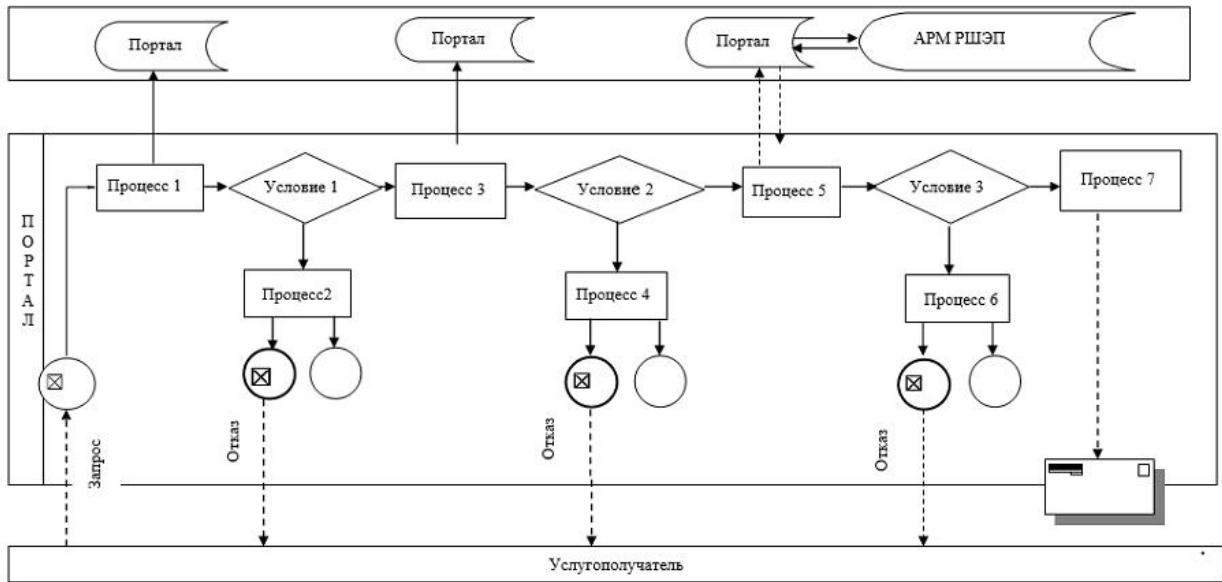 Портал
Портал
Портал
АРМ РШЭП
ПОРТАЛ
Процесс 1
Условие 1
Процесс 3
Условие 2
Процесс 5
Условие 3
Процесс 7
Процесс2
Процесс 4
Процесс 6
Запрос
Отказ
Отказ
Отказ
Услугополучатель